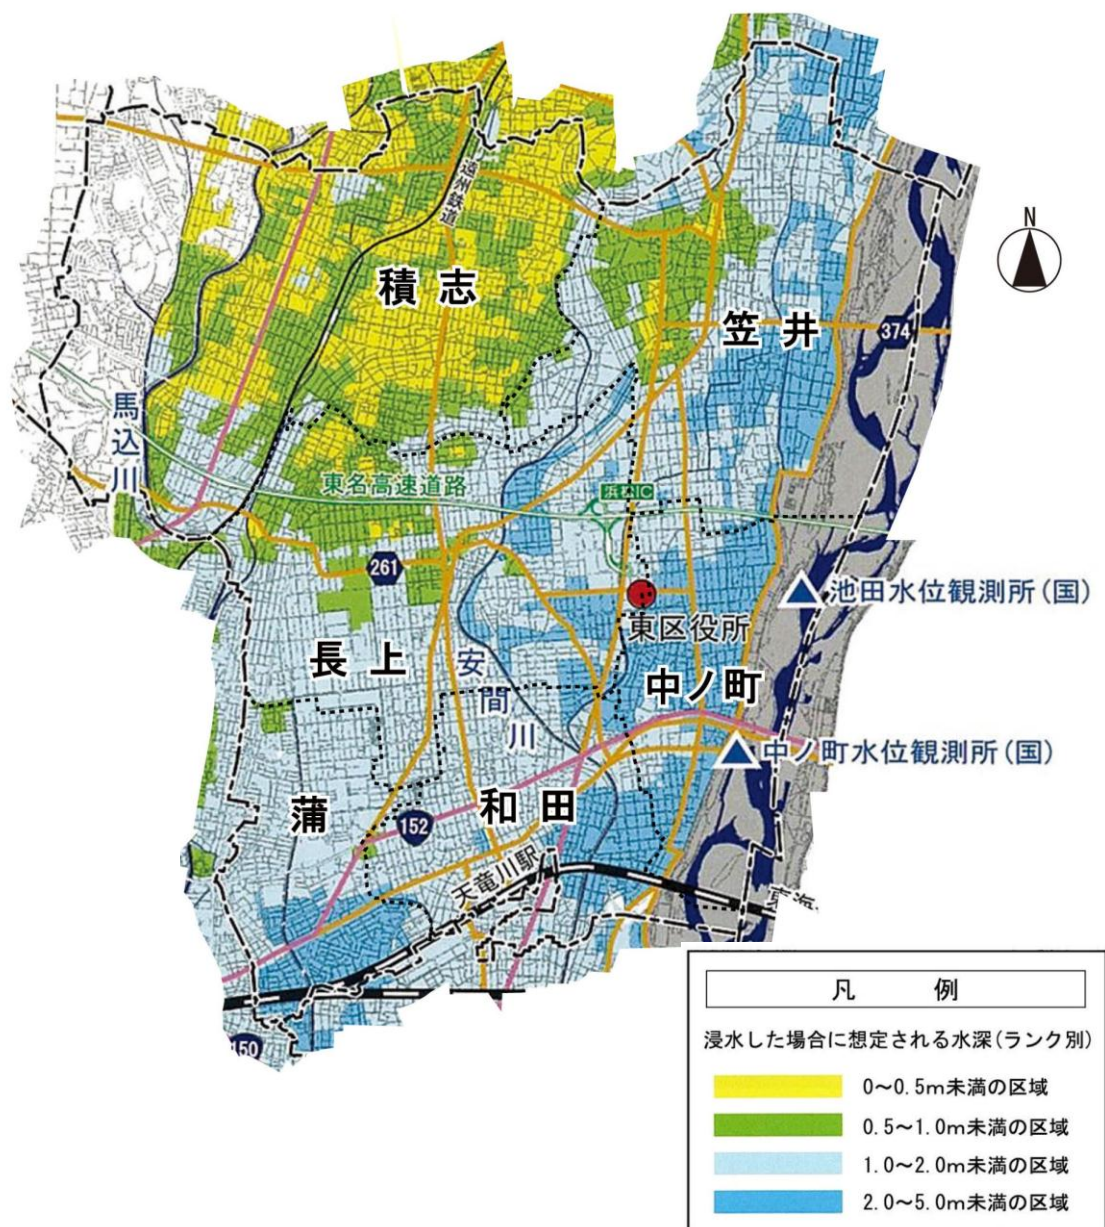 N
遠州鉄道
積志
笠井
374
馬込川
東名高速道路
浜松IC
261
池田水位観測所(国)
東区役所
長上
安間川
中ノ町
中ノ町水位観測所(国)
蒲
和田
152
天竜川駅
東海
150
凡例
浸水した場合に想定される水深(ランク別)
0~0.5m未満の区域
0.5~1.0m未満の区域
1.0~2.0m未満の区域
2.0~5.0m未満の区域